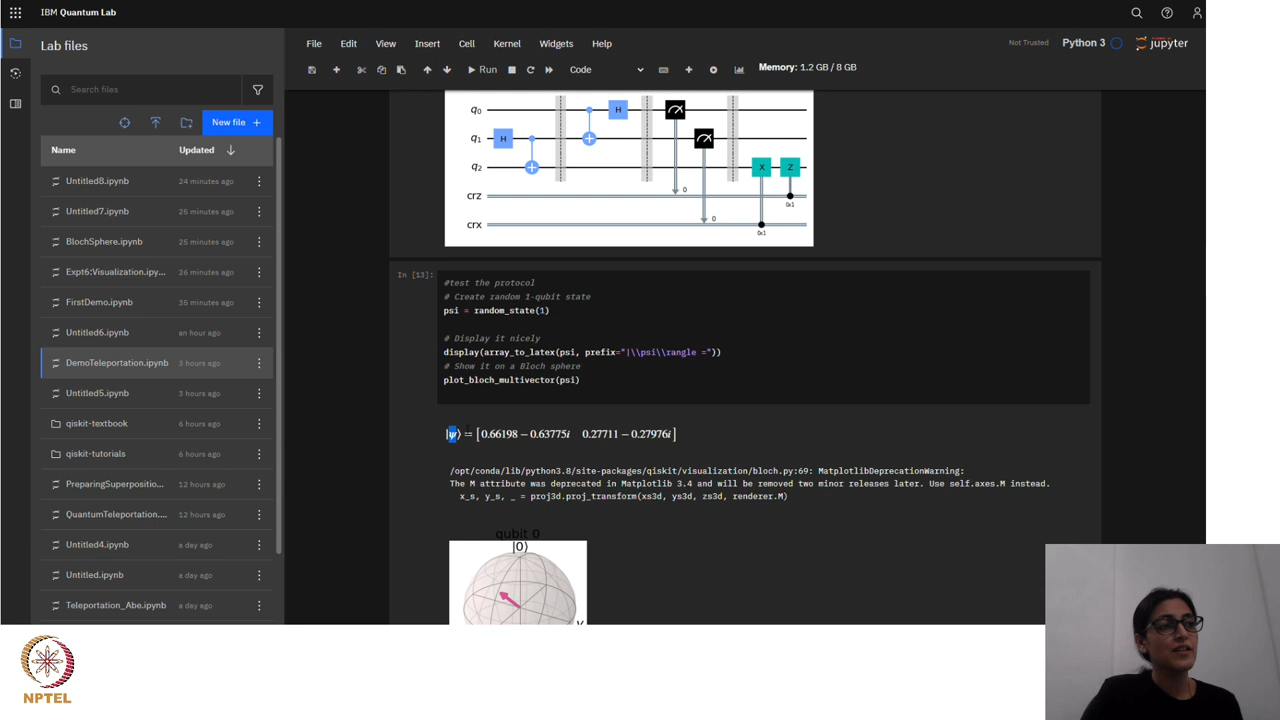 IBM Quantum Lab
Lab files
File Edit View Insert Cell Kernel Widgets Help
Not Trusted Python 3 jupyter
Run Code Memory: 1.2 GB / 8 GB
Search files
New file +
Name Updated
Untitled8.ipynb 24 minutes ago
Untitled7.ipynb 25 minutes ago
BlochSphere.ipynb 25 minutes ago
Expt6:Visualization.ipy... 26 minutes ago
FirstDemo.ipynb 35 minutes ago
Untitled6.ipynb an hour ago
DemoTeleportation.ipynb 3 hours ago
Untitled5.ipynb 3 hours ago
qiskit-textbook 6 hours ago
qiskit-tutorials 6 hours ago
PreparingSuperpositio... 12 hours ago
QuantumTeleportation.... 12 hours ago
Untitled4.ipynb a day ago
Untitled.ipynb a day ago
Teleportation_Abe.ipynb a day ago
q₀ H
q₁ H
q₂ X Z
crz 0 0x1
crx 0 0x1
In [13]:
#test the protocol
# Create random 1-qubit state
psi = random_state(1)
# Display it nicely
display(array_to_latex(psi, prefix="|\\psi\\rangle ="))
# Show it on a Bloch sphere
plot_bloch_multivector(psi)
|ψ⟩ = [0.66198 − 0.63775i 0.27711 − 0.27976i]
/opt/conda/lib/python3.8/site-packages/qiskit/visualization/bloch.py:69: MatplotlibDeprecationWarning:
The M attribute was deprecated in Matplotlib 3.4 and will be removed two minor releases later. Use self.axes.M instead.
x_s, y_s, _ = proj3d.proj_transform(xs3d, ys3d, zs3d, renderer.M)
qubit 0
|0⟩
y
NPTEL